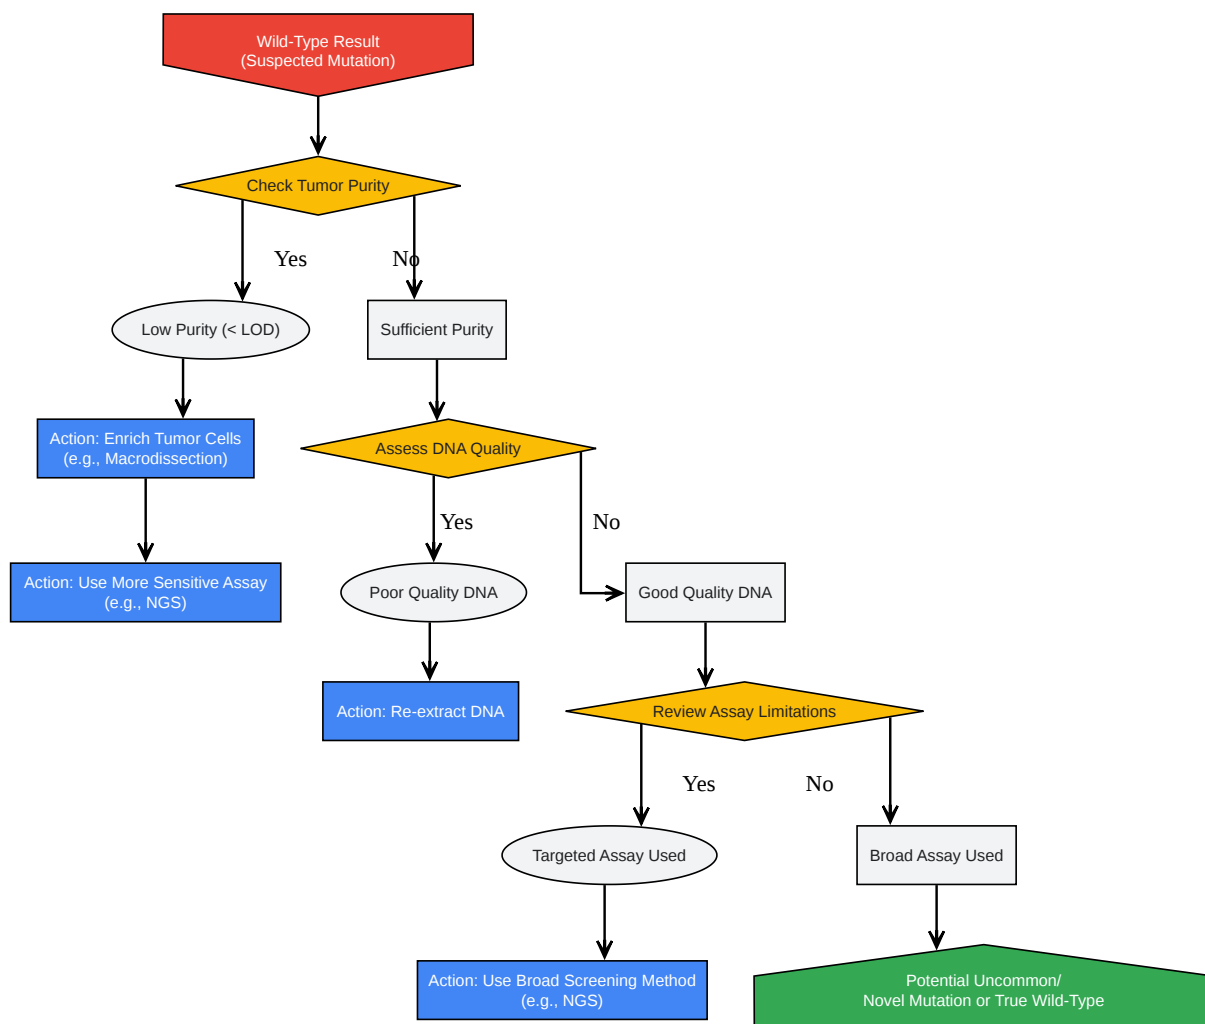 Wild-Type Result
(Suspected Mutation)
Check Tumor Purity
Yes
No
Low Purity (< LOD)
Sufficient Purity
Action: Enrich Tumor Cells
(e.g., Macrodissection)
Assess DNA Quality
Yes
No
Action: Use More Sensitive Assay
(e.g., NGS)
Poor Quality DNA
Good Quality DNA
Action: Re-extract DNA
Review Assay Limitations
Yes
No
Targeted Assay Used
Broad Assay Used
Action: Use Broad Screening Method
(e.g., NGS)
Potential Uncommon/
Novel Mutation or True Wild-Type